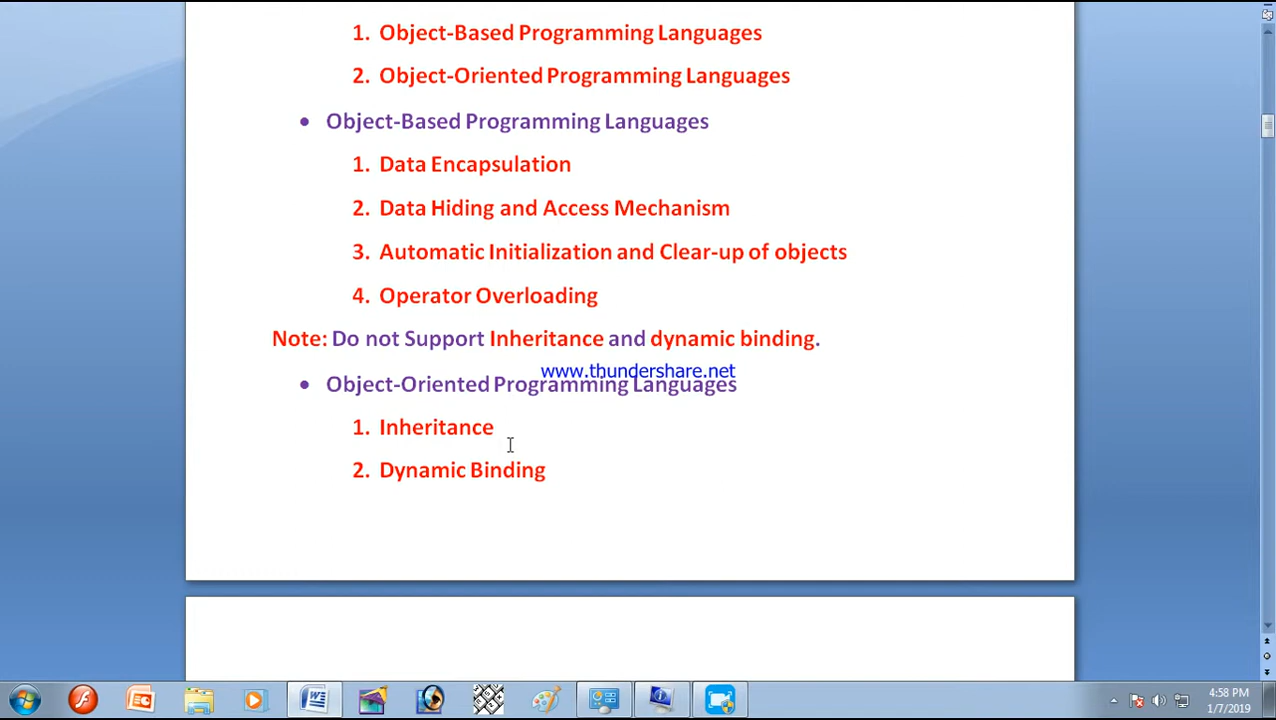 1. Object-Based Programming Languages
2. Object-Oriented Programming Languages
• Object-Based Programming Languages
1. Data Encapsulation
2. Data Hiding and Access Mechanism
3. Automatic Initialization and Clear-up of objects
4. Operator Overloading
Note: Do not Support Inheritance and dynamic binding.
www.thundershare.net
• Object-Oriented Programming Languages
1. Inheritance
2. Dynamic Binding
4:58 PM
1/7/2019